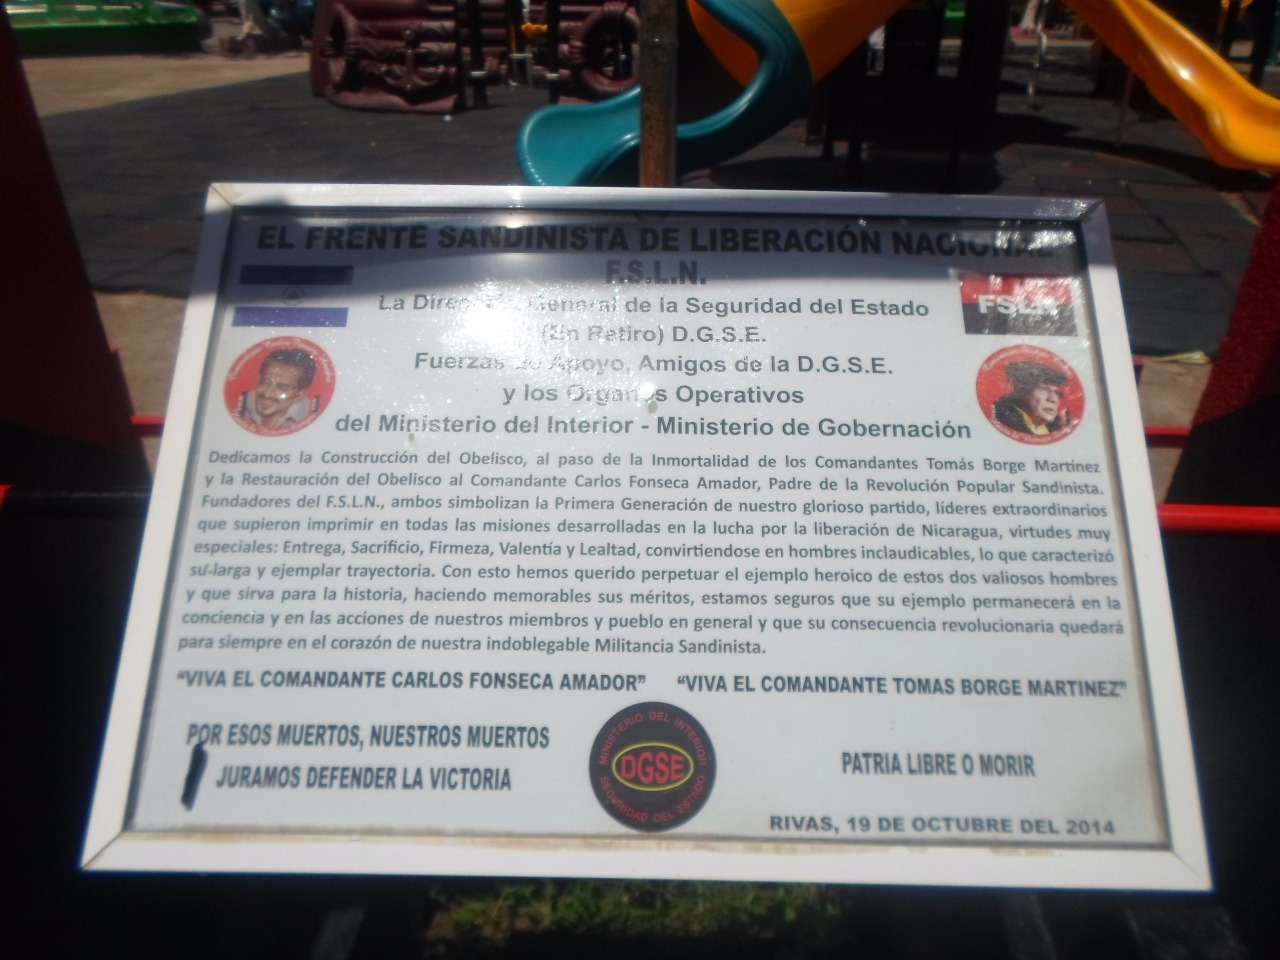 EL FRENTE SANDINISTA DE LIBERACIÓN NACIONAL
F.S.L.N.
La General de la Seguridad del Estado
(En Retiro) D.G.S.E.
FSLN
Fuerzas de Apoyo, Amigos de la D.G.S.E.
y los Organos Operativos
del Ministerio del Interior - Ministerio de Gobernación
Dedicamos la Construcción del Obelisco, al paso de la Inmortalidad de los Comandantes Tomás Borge Martínez
y la Restauración del Obelisco al Comandante Carlos Fonseca Amador, Padre de la Revolución Popular Sandinista.
Fundadores del F.S.L.N., ambos simbolizan la Primera Generación de nuestro glorioso partido, líderes extraordinarios
que supieron imprimir en todas las misiones desarrolladas en la lucha por la liberación de Nicaragua, virtudes muy
especiales: Entrega, Sacrificio, Firmeza, Valentía y Lealtad, convirtiendose en hombres inclaudicables, lo que caracterizó
su larga y ejemplar trayectoria. Con esto hemos querido perpetuar el ejemplo heroico de estos dos valiosos hombres
y que sirva para la historia, haciendo memorables sus méritos, estamos seguros que su ejemplo permanecerá en la
conciencia y en las acciones de nuestros miembros y pueblo en general y que su consecuencia revolucionaria quedará
para siempre en el corazón de nuestra indoblegable Militancia Sandinista.
"VIVA EL COMANDANTE CARLOS FONSECA AMADOR" "VIVA EL COMANDANTE TOMAS BORGE MARTINEZ"
POR ESOS MUERTOS, NUESTROS MUERTOS
JURAMOS DEFENDER LA VICTORIA
MINISTERIO DEL INTERIOR
DGSE
SEGURIDAD DEL ESTADO
PATRIA LIBRE O MORIR
RIVAS, 19 DE OCTUBRE DEL 2014